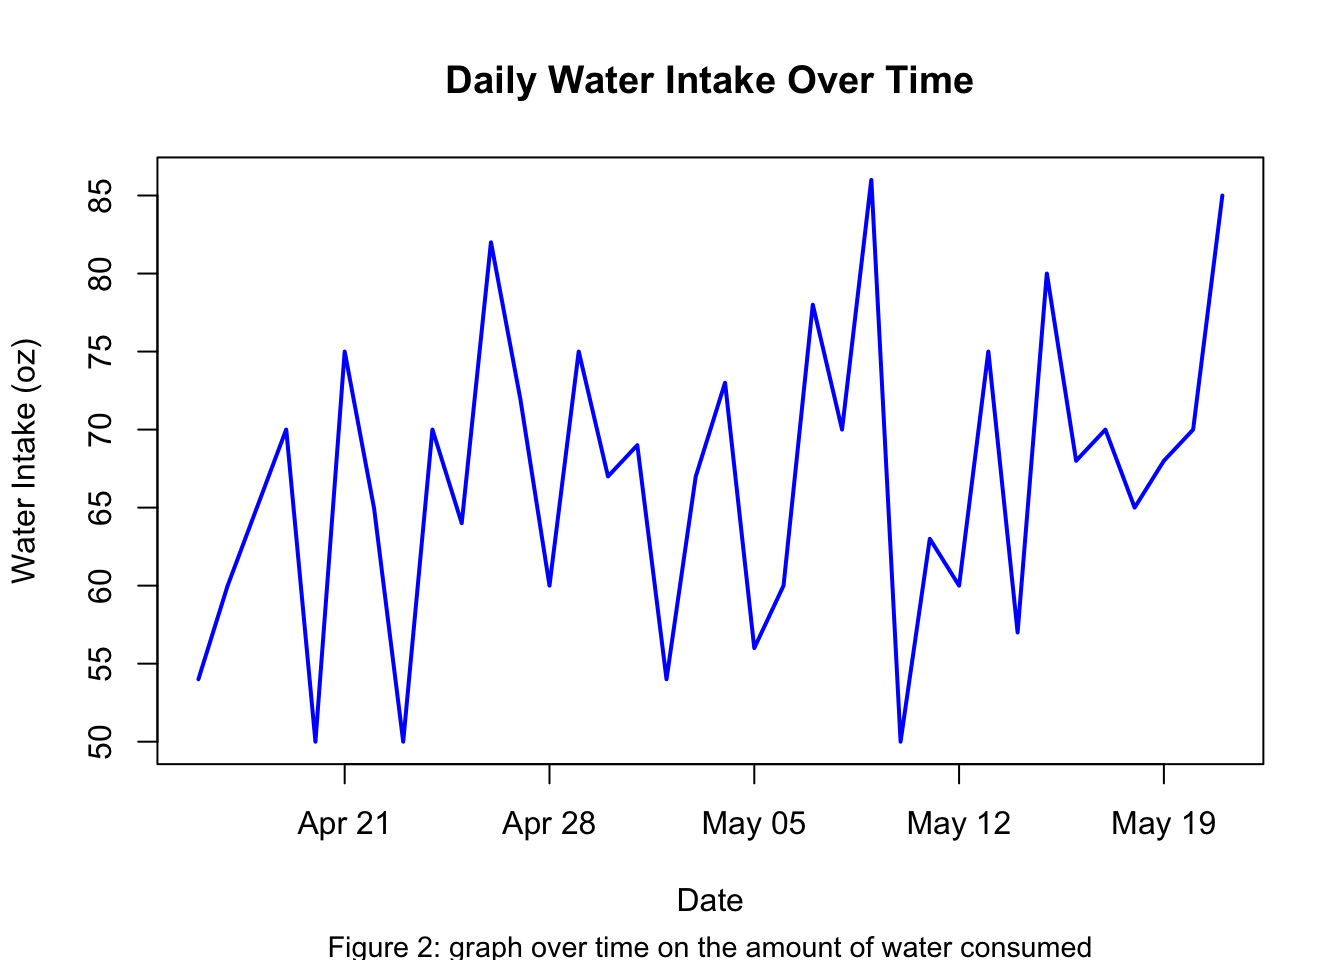 Daily Water Intake Over Time
Water Intake (oz)
85
80
75
70
65
60
55
50
Apr 21
Apr 28
May 05
May 12
May 19
Date
Figure 2: graph over time on the amount of water consumed